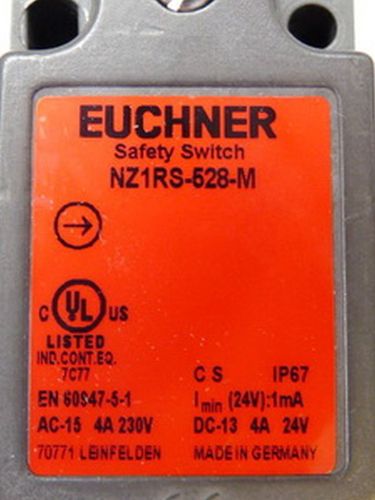 EUCHNER
Safety Switch
NZ1RS-528-M
C UL US
LISTED
IND.CONT.EQ.
7C77
C S IP67
EN 60947-5-1 Imin (24V):1mA
AC-15 4A 230V DC-13 4A 24V
70771 LEINFELDEN MADE IN GERMANY